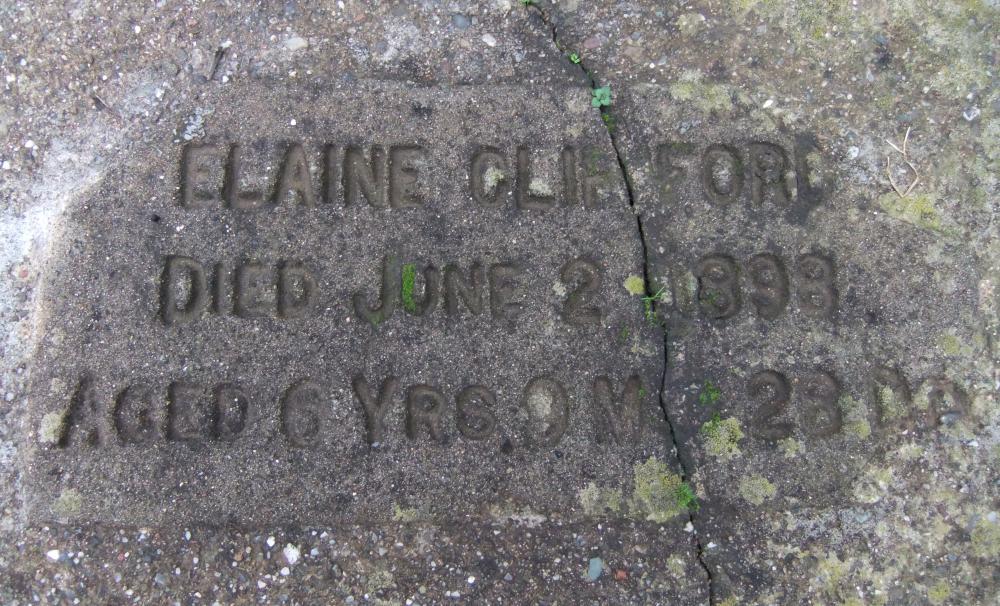 ELAINE CLIFFORD
DIED JUNE 2 1898
AGED 6 YRS 9 M 23